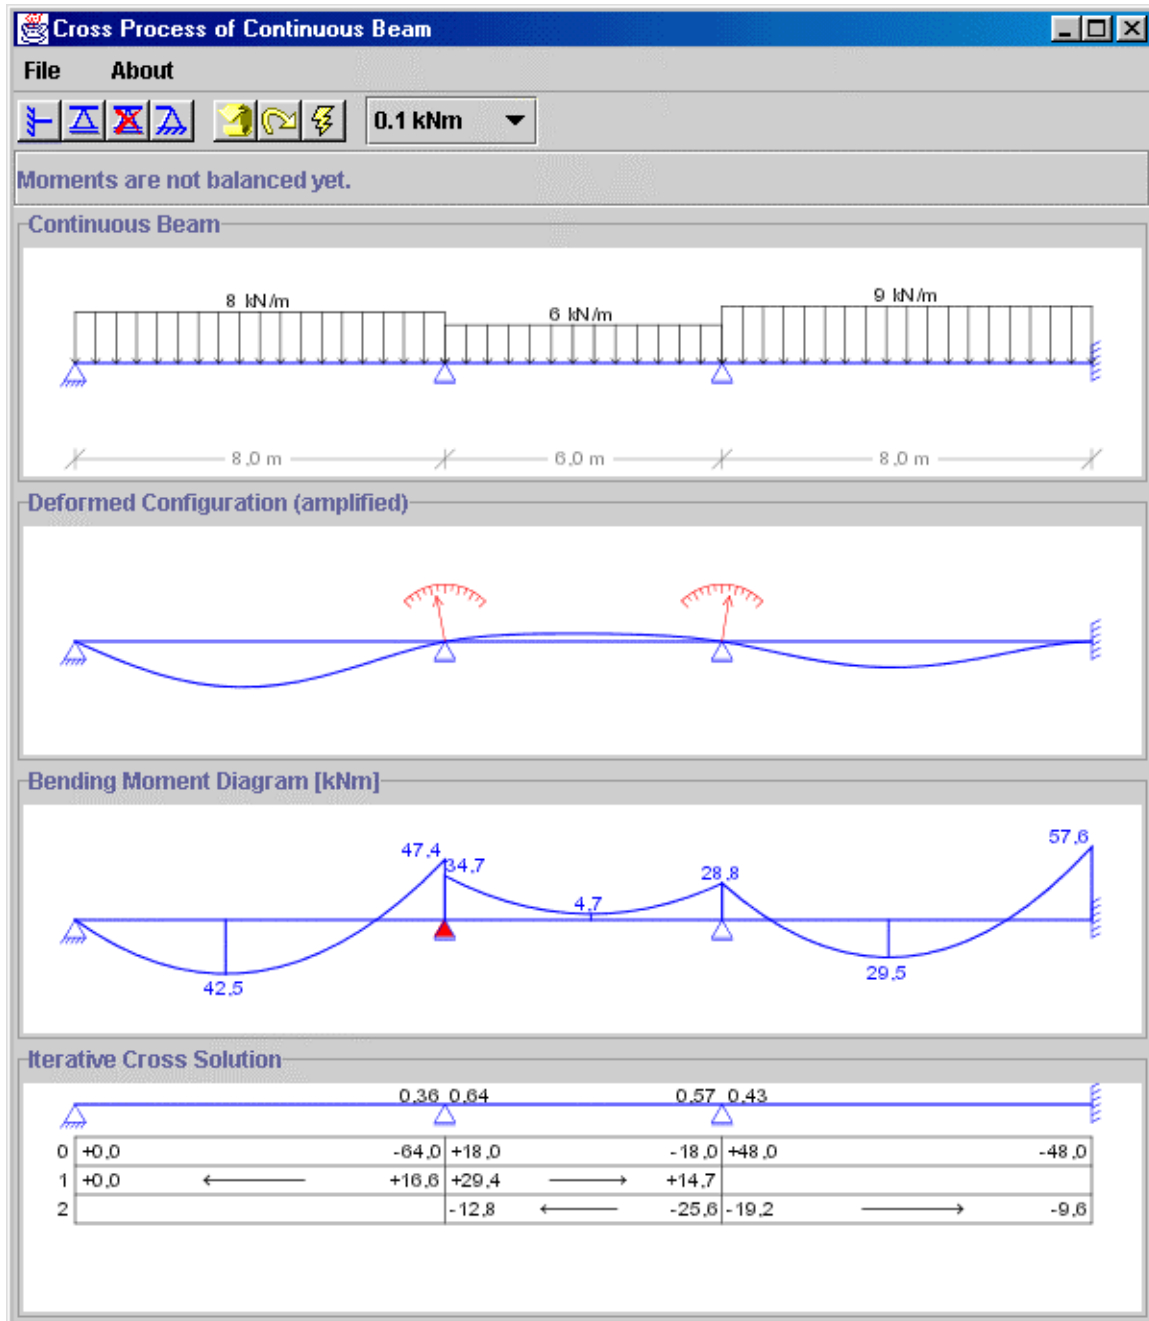 Cross Process of Continuous Beam
File About
0.1 kNm
Moments are not balanced yet.
Continuous Beam
8 kN/m 6 kN/m 9 kN/m
8,0 m 6,0 m 8,0 m
Deformed Configuration (amplified)
Bending Moment Diagram [kNm]
47,4 34,7 4,7 28,8 57,6
42,5 29,5
Iterative Cross Solution
0,36 0,64 0,57 0,43
0 +0,0 -64,0 +18,0 -18,0 +48,0 -48,0
1 +0,0 +16,6 +29,4 +14,7
2 -12,8 -25,6 -19,2 -9,6